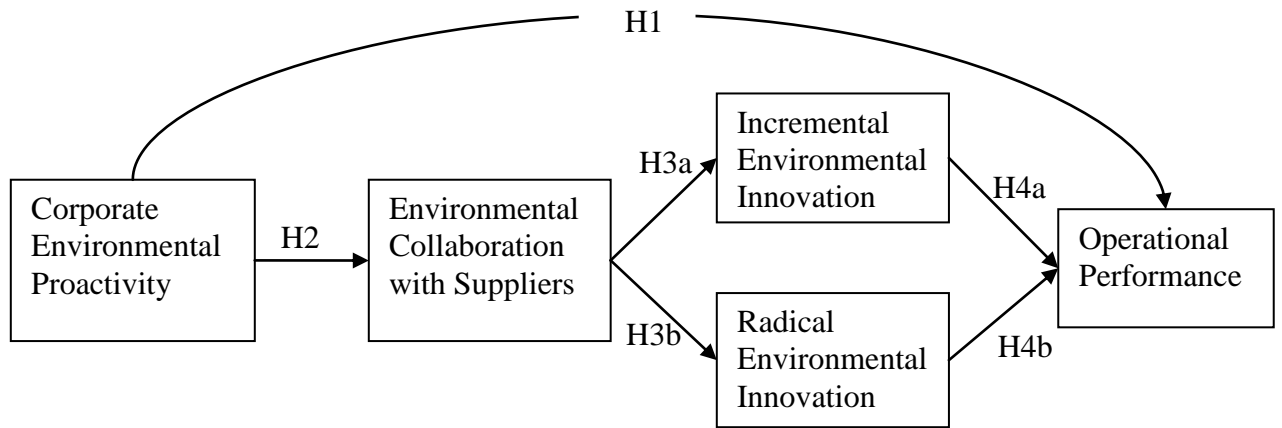 H1
Corporate
Environmental
Proactivity
H2
Environmental
Collaboration
with Suppliers
H3a
H3b
Incremental
Environmental
Innovation
Radical
Environmental
Innovation
H4a
H4b
Operational
Performance